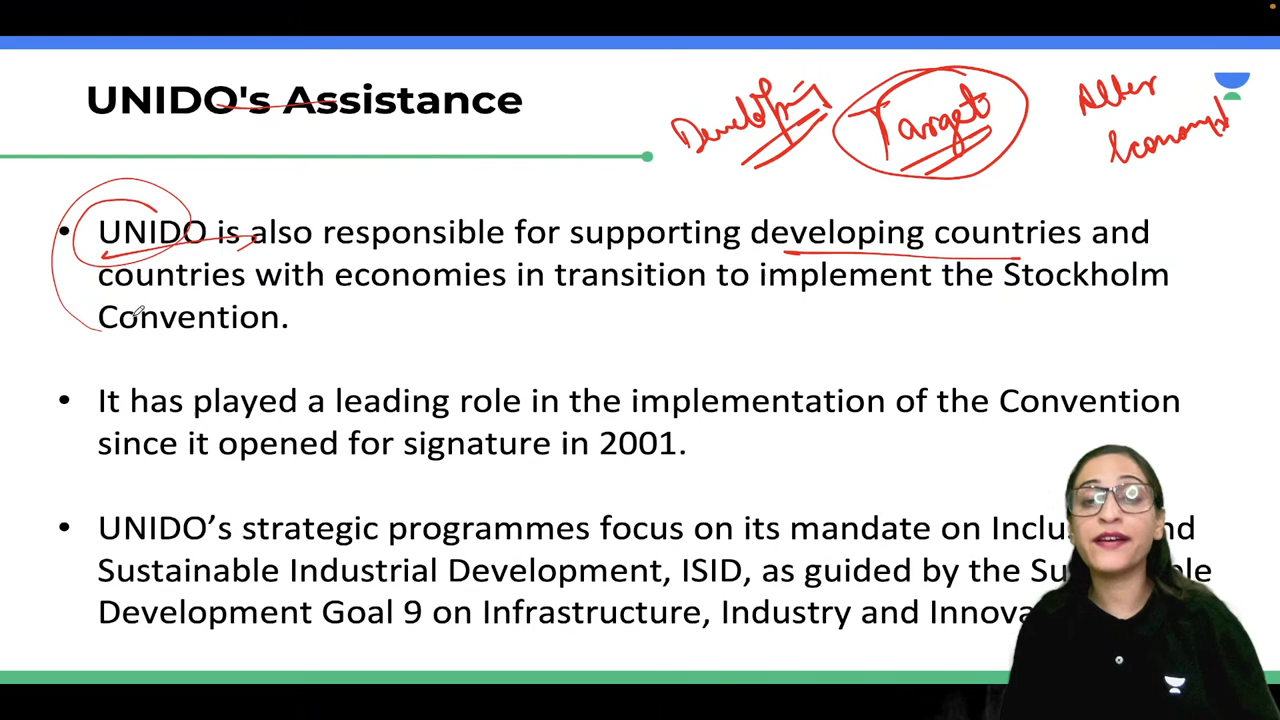 UNIDO's Assistance
Developing
Target
• UNIDO is also responsible for supporting developing countries and
countries with economies in transition to implement the Stockholm
Convention.
• It has played a leading role in the implementation of the Convention
since it opened for signature in 2001.
• UNIDO’s strategic programmes focus on its mandate on Inclu nd
Sustainable Industrial Development, ISID, as guided by the Su ble
Development Goal 9 on Infrastructure, Industry and Innova